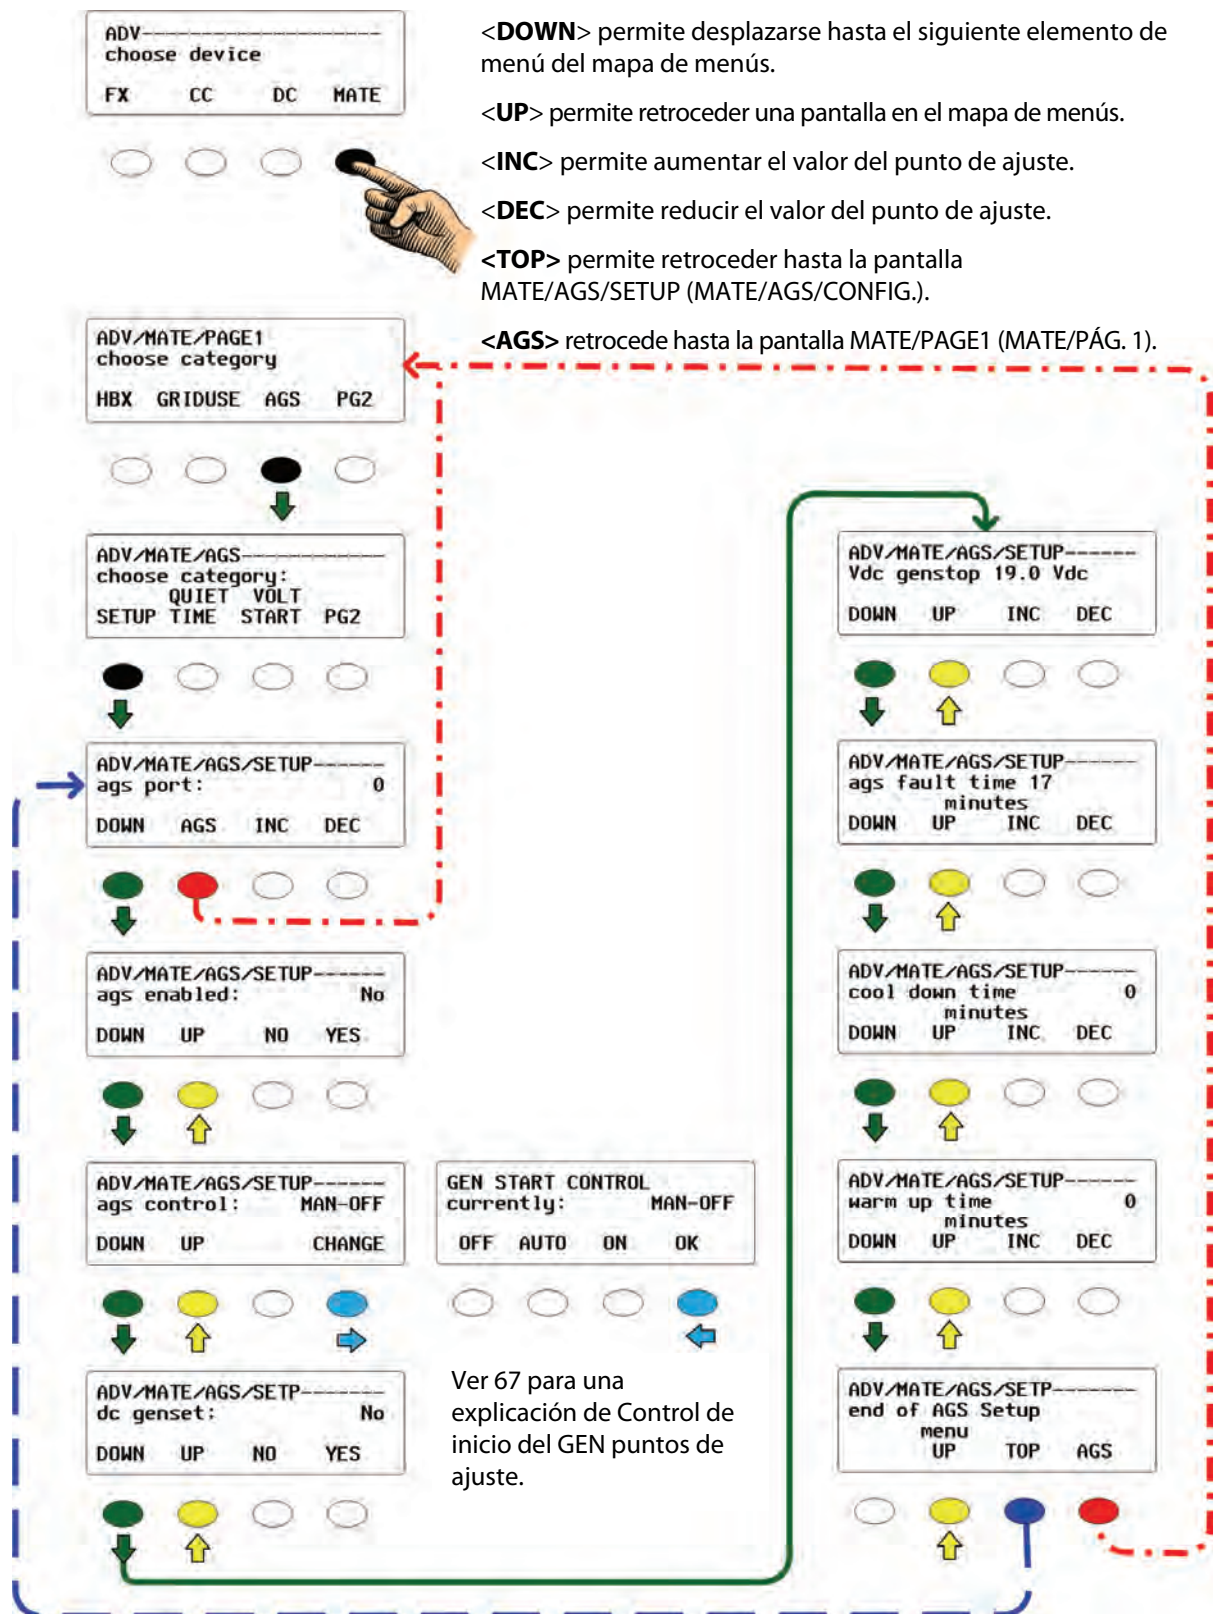 ADV-----------------------
choose device
FX CC DC MATE
<DOWN> permite desplazarse hasta el siguiente elemento de
menú del mapa de menús.
<UP> permite retroceder una pantalla en el mapa de menús.
<INC> permite aumentar el valor del punto de ajuste.
<DEC> permite reducir el valor del punto de ajuste.
<TOP> permite retroceder hasta la pantalla
MATE/AGS/SETUP (MATE/AGS/CONFIG.).
<AGS> retrocede hasta la pantalla MATE/PAGE1 (MATE/PÁG. 1).
ADV/MATE/PAGE1
choose category
HBX GRIDUSE AGS PG2
ADV/MATE/AGS-------------
choose category:
QUIET VOLT
SETUP TIME START PG2
ADV/MATE/AGS/SETUP------
ags port: 0
DOWN AGS INC DEC
ADV/MATE/AGS/SETUP------
ags enabled: No
DOWN UP NO YES
ADV/MATE/AGS/SETUP------
ags control: MAN-OFF
DOWN UP CHANGE
GEN START CONTROL
currently: MAN-OFF
OFF AUTO ON OK
ADV/MATE/AGS/SETP-------
dc genset: No
DOWN UP NO YES
Ver 67 para una
explicación de Control de
inicio del GEN puntos de
ajuste.
ADV/MATE/AGS/SETUP------
Vdc genstop 19.0 Vdc
DOWN UP INC DEC
ADV/MATE/AGS/SETUP------
ags fault time 17
minutes
DOWN UP INC DEC
ADV/MATE/AGS/SETUP------
cool down time 0
minutes
DOWN UP INC DEC
ADV/MATE/AGS/SETUP------
warm up time 0
minutes
DOWN UP INC DEC
ADV/MATE/AGS/SETP-------
end of AGS Setup
menu
UP TOP AGS